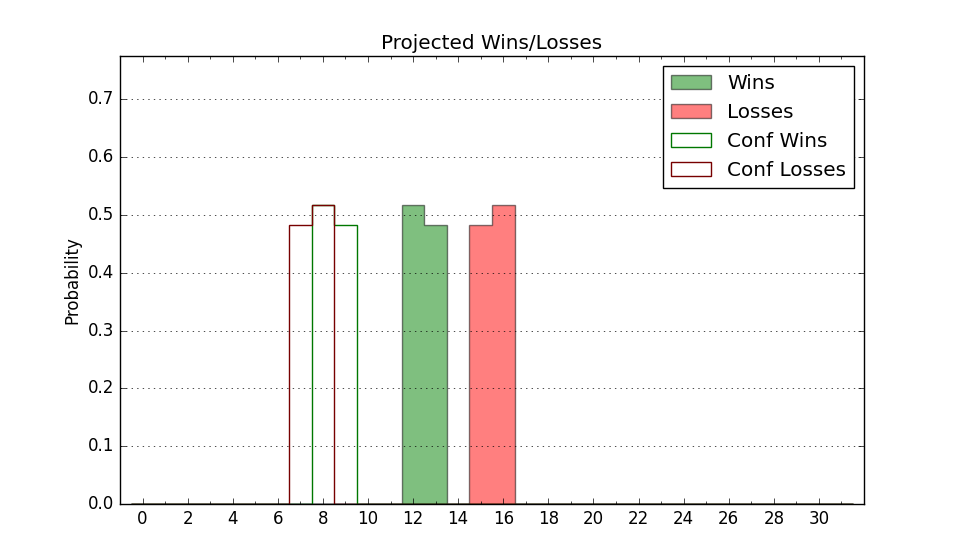 Projected Wins/Losses
Wins
Losses
Conf Wins
Conf Losses
Probability
0.7
0.6
0.5
0.4
0.3
0.2
0.1
0.0
0 2 4 6 8 10 12 14 16 18 20 22 24 26 28 30